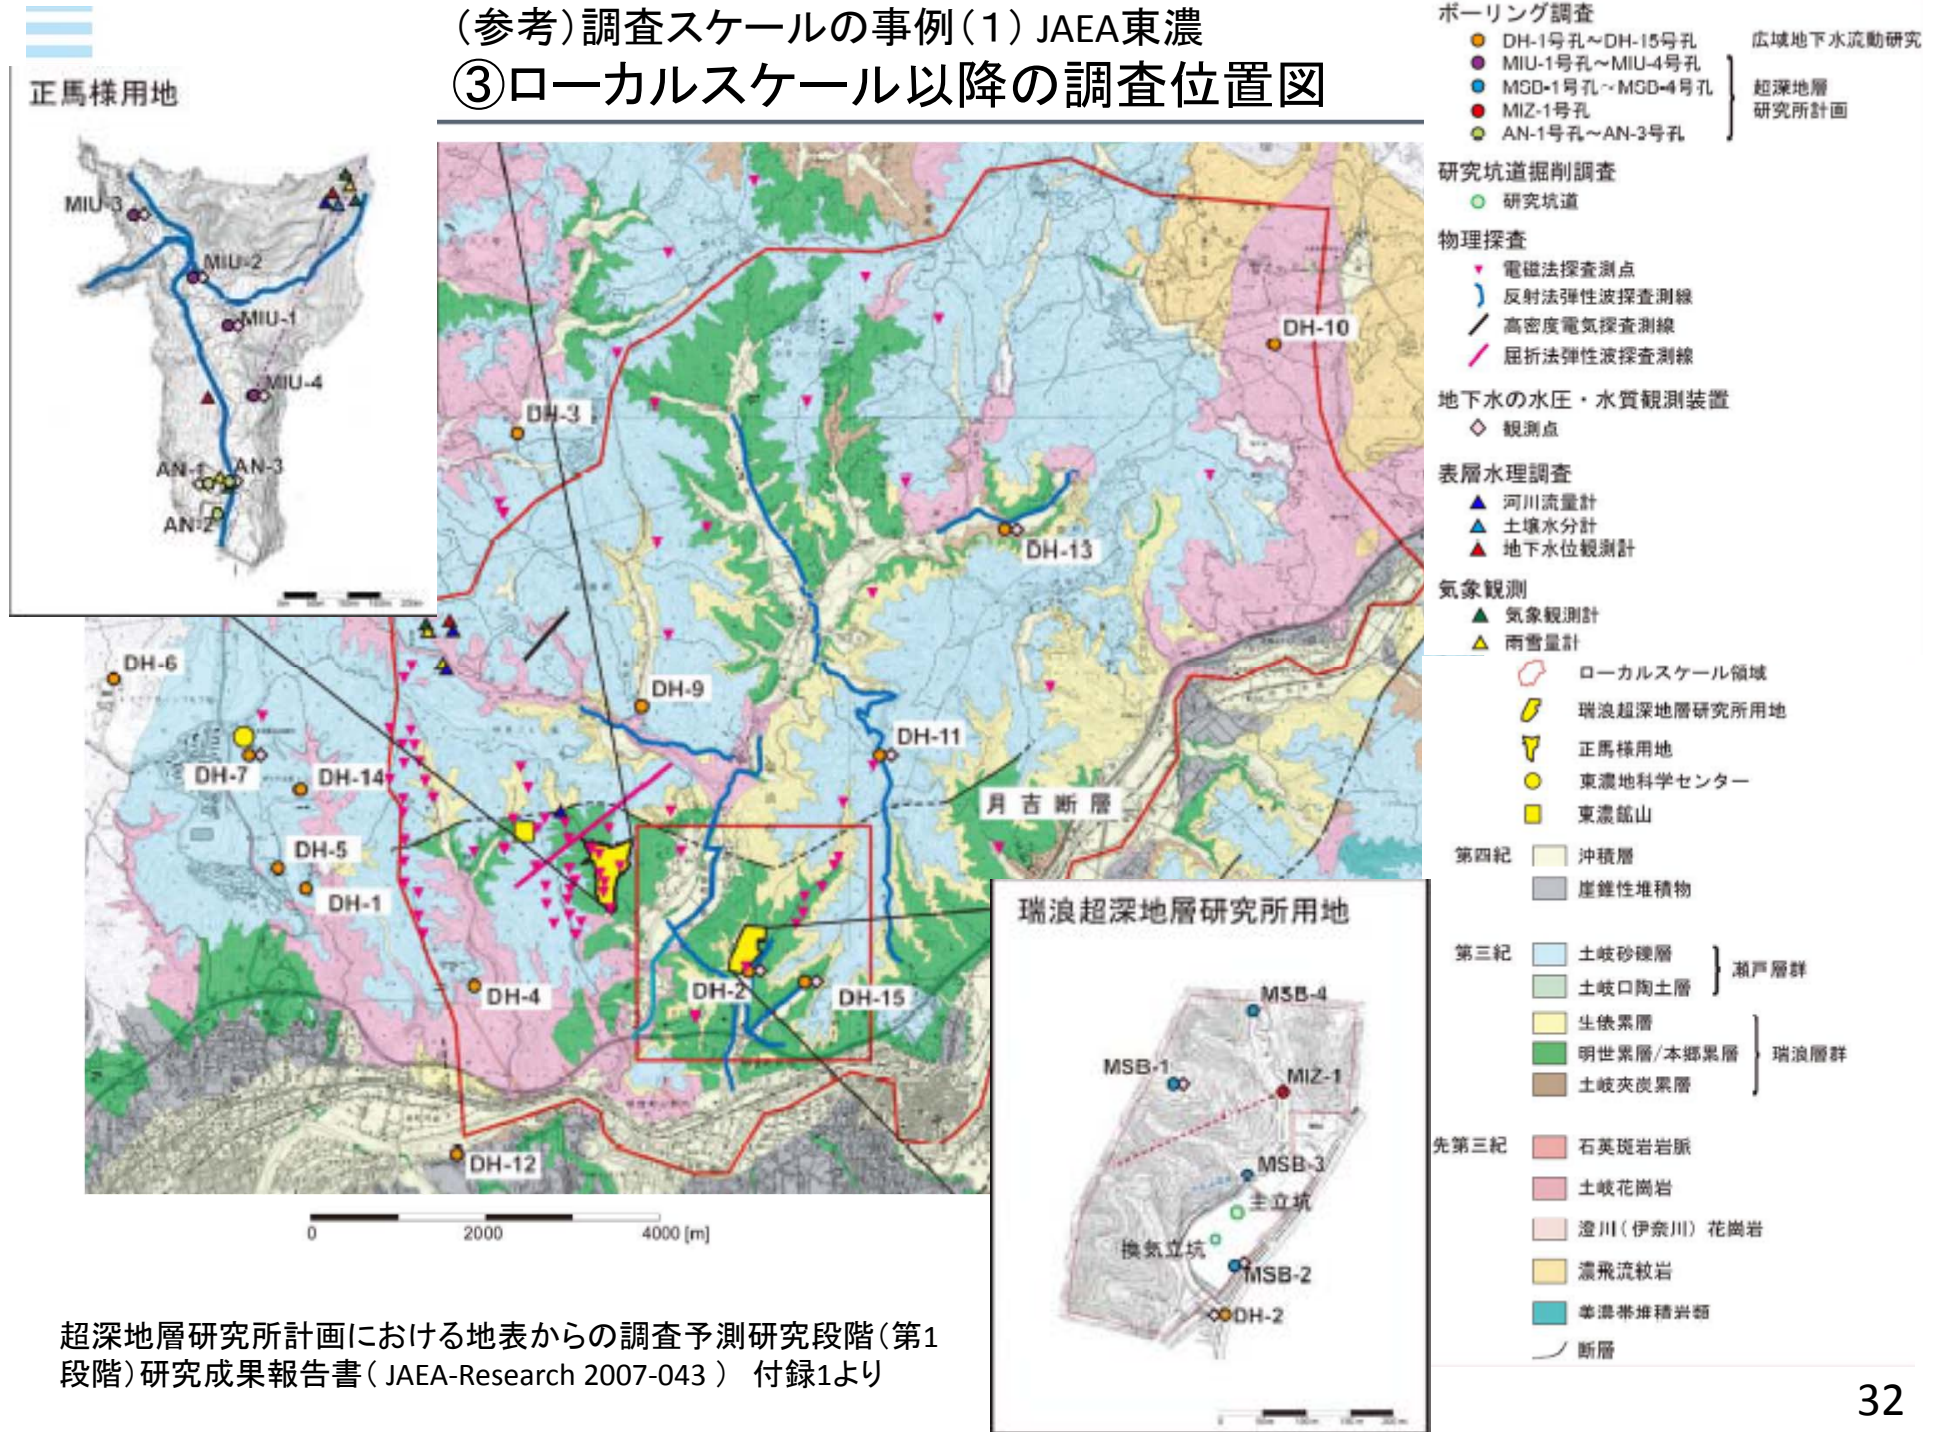 (参考)調査スケールの事例(1) JAEA東濃
③ローカルスケール以降の調査位置図
正馬様用地
MIU-3
MIU-2
MIU-1
MIU-4
AN-1
AN-3
AN-2
DH-10
DH-3
DH-13
DH-6
DH-9
DH-11
DH-7
DH-14
月吉断層
DH-5
DH-1
DH-4
DH-2
DH-15
DH-12
0 2000 4000 [m]
瑞浪超深地層研究所用地
MSB-4
MSB-1
MIZ-1
MSB-3
主立坑
換気立坑
MSB-2
DH-2
ボーリング調査
DH-1号孔～DH-15号孔 広域地下水流動研究
MIU-1号孔～MIU-4号孔
MSB-1号孔～MSB-4号孔 超深地層
MIZ-1号孔 研究所計画
AN-1号孔～AN-3号孔
研究坑道掘削調査
研究坑道
物理探査
電磁法探査測点
反射法弾性波探査測線
高密度電気探査測線
屈折法弾性波探査測線
地下水の水圧・水質観測装置
観測点
表層水理調査
河川流量計
土壌水分計
地下水位観測計
気象観測
気象観測計
雨雪量計
ローカルスケール領域
瑞浪超深地層研究所用地
正馬様用地
東濃地科学センター
東濃鉱山
第四紀 沖積層
崖錐性堆積物
第三紀 土岐砂礫層 瀬戸層群
土岐口陶土層
生俵累層
明世累層/本郷累層 瑞浪層群
土岐夾炭累層
先第三紀 石英斑岩岩脈
土岐花崗岩
澄川(伊奈川)花崗岩
濃飛流紋岩
美濃帯堆積岩類
断層
超深地層研究所計画における地表からの調査予測研究段階(第1
段階)研究成果報告書( JAEA-Research 2007-043 ) 付録1より
32